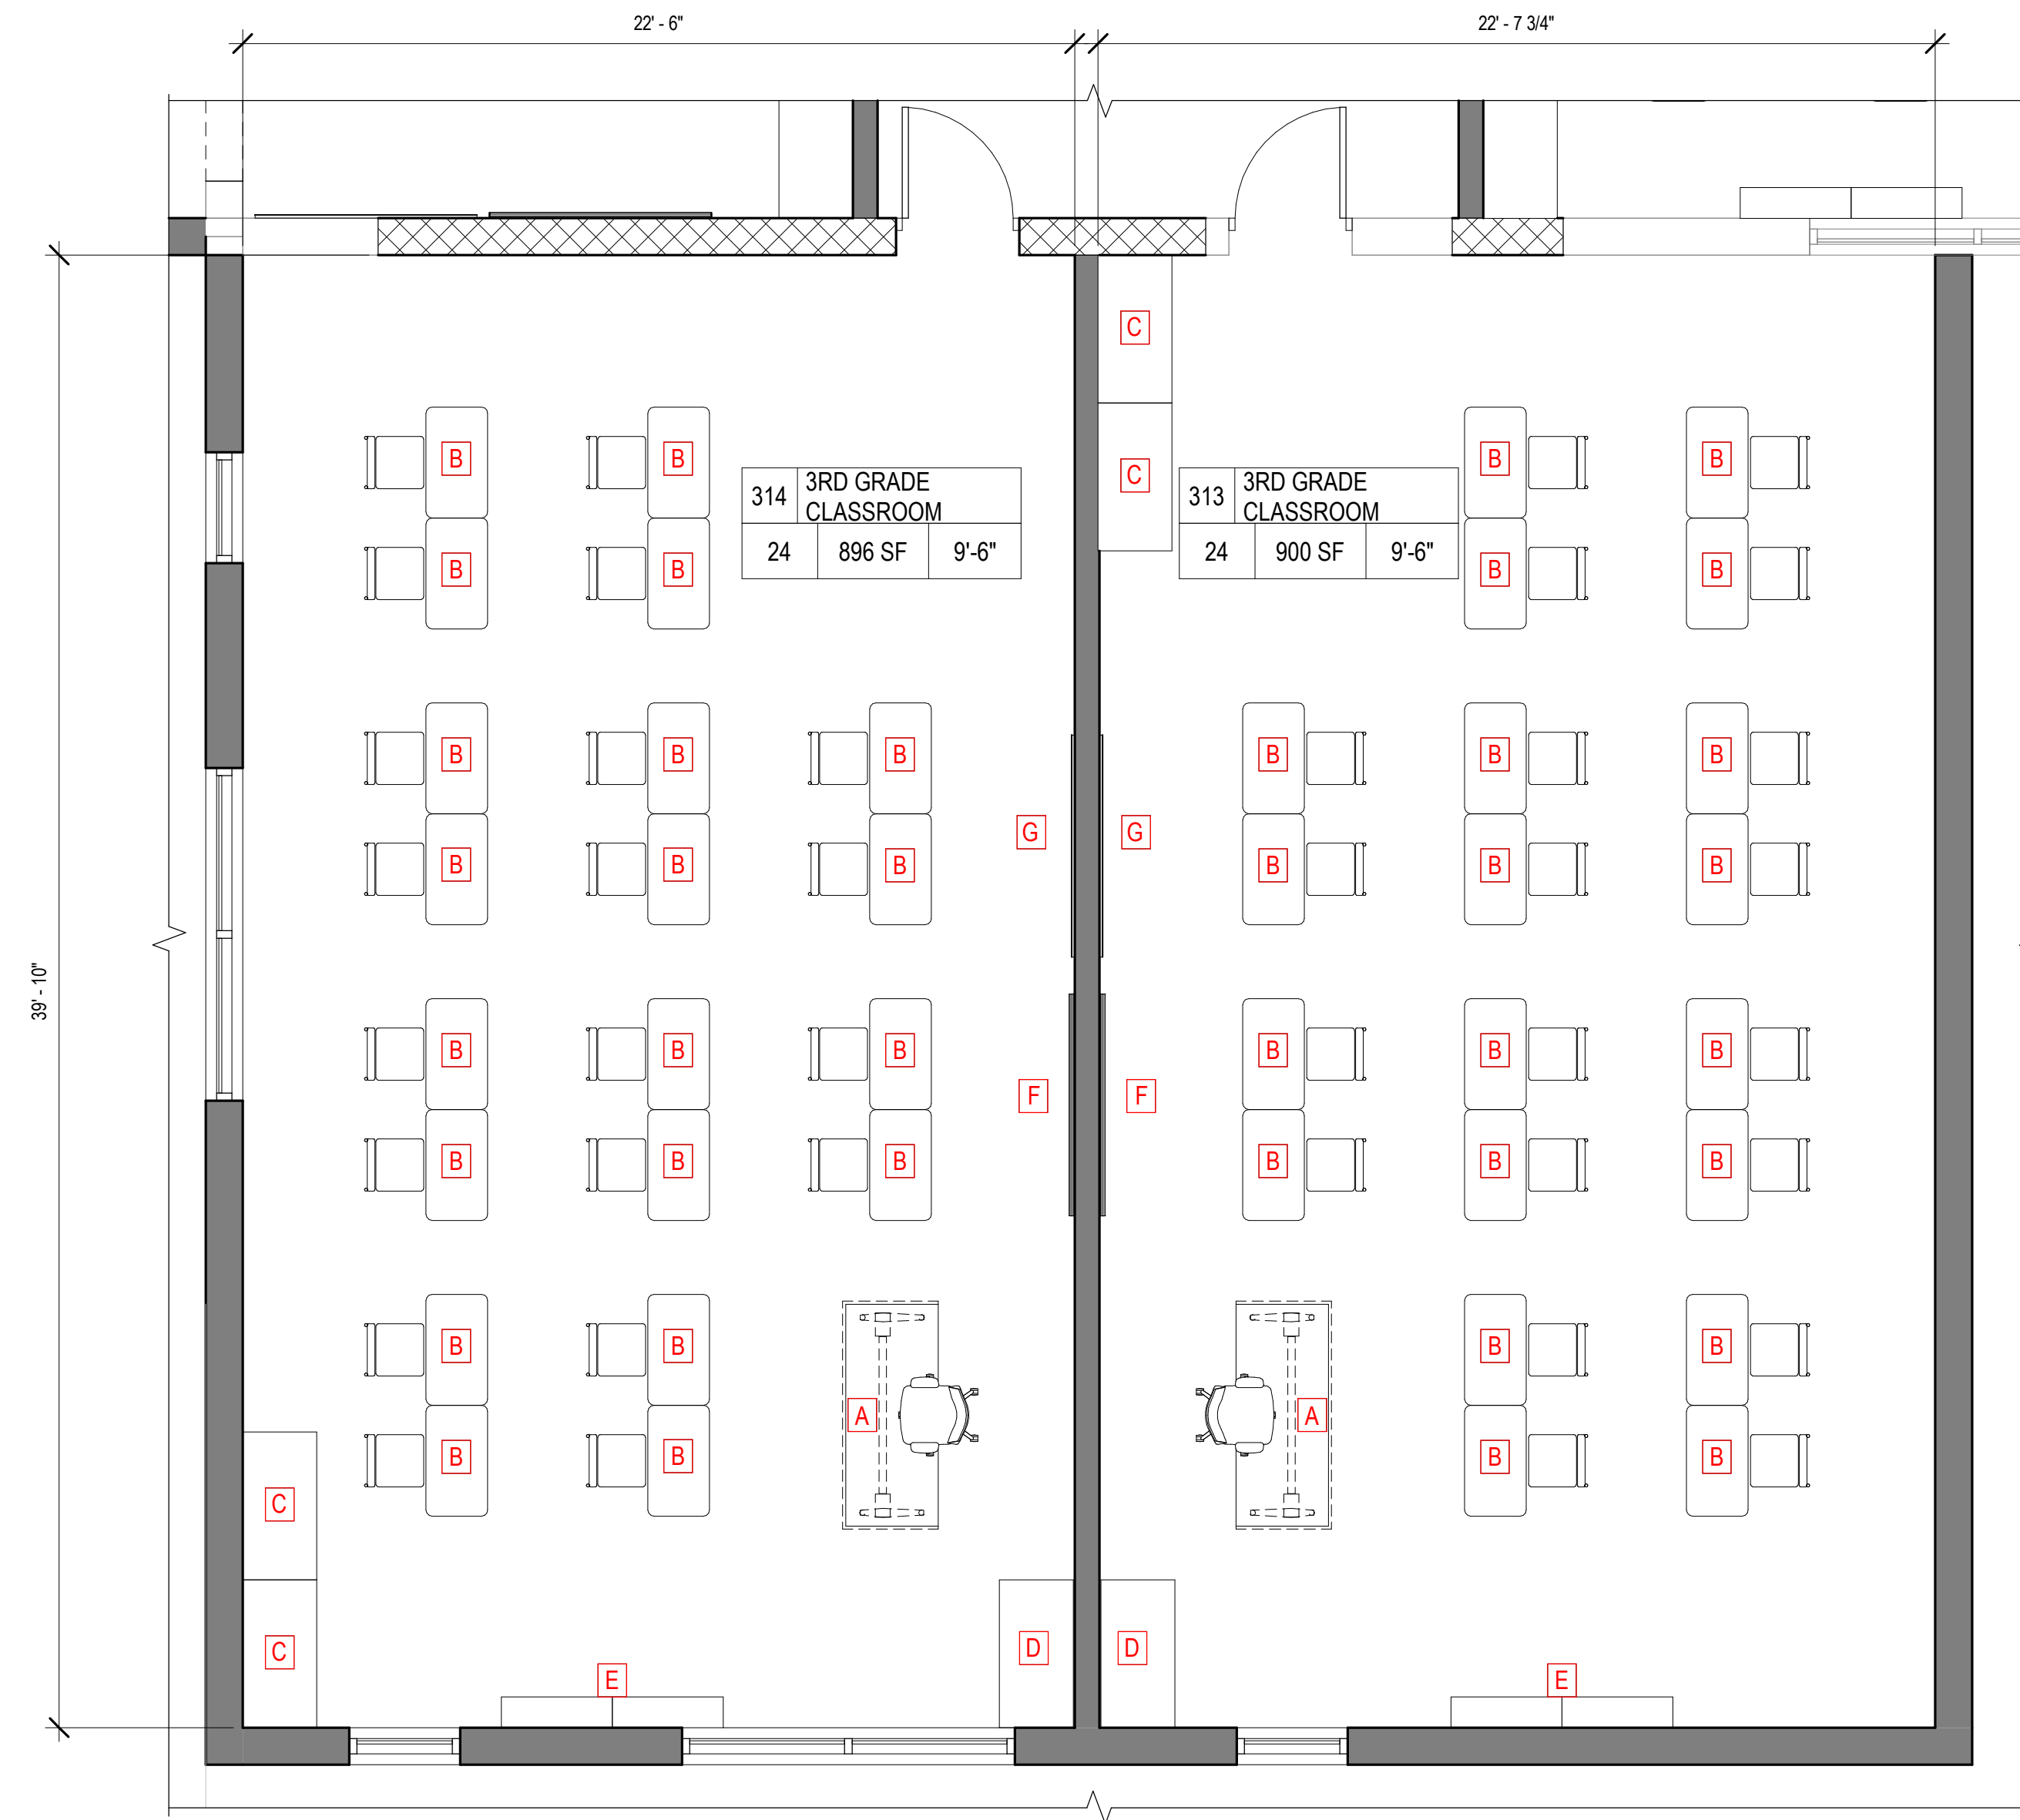 22' - 6" 22' - 7 3/4"
C
B B C B B
314 3RD GRADE CLASSROOM
24 896 SF 9'-6"
313 3RD GRADE CLASSROOM
24 900 SF 9'-6"
B B B B
B B B B B B
G G
B B B B B B
39' - 10"
B B B B B B
F F
B B B B B B
B B B B
A A
B B B B
C
D D
C
E E